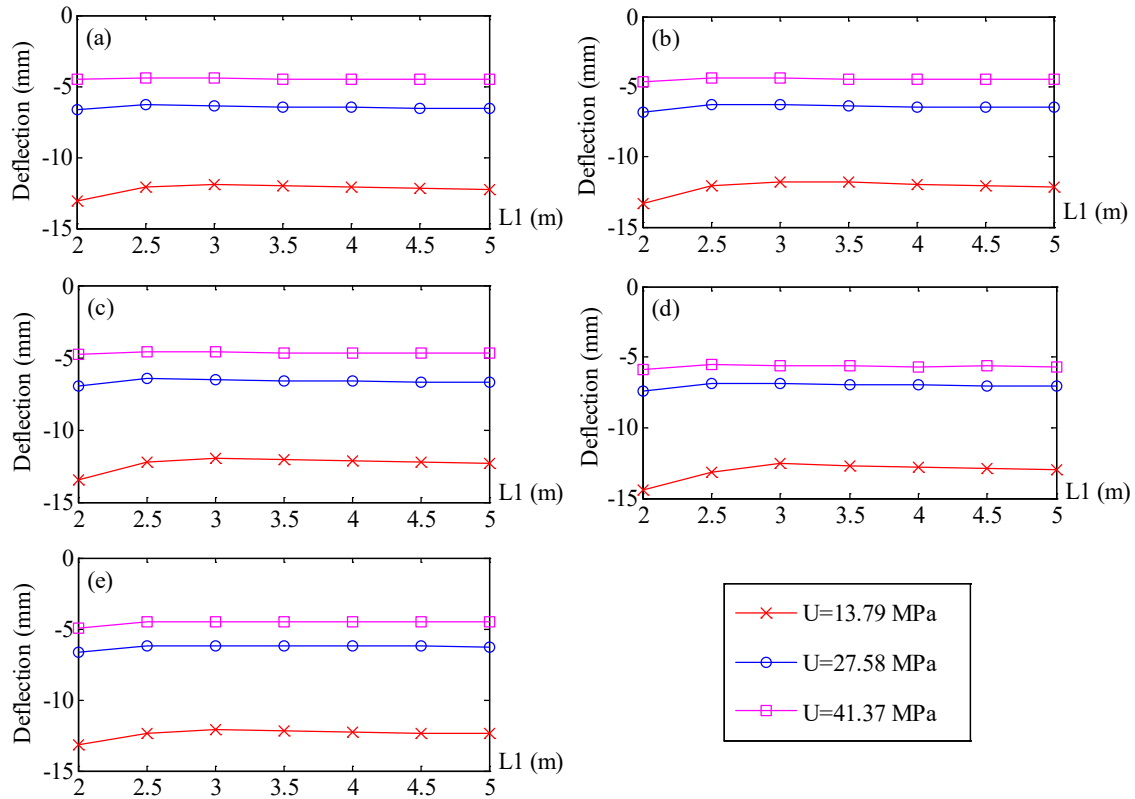 0
-5
-10
-15
Deflection (mm)
(a)
L1 (m)
2 2.5 3 3.5 4 4.5 5
0
-5
-10
-15
Deflection (mm)
(b)
L1 (m)
2 2.5 3 3.5 4 4.5 5
0
-5
-10
-15
Deflection (mm)
(c)
L1 (m)
2 2.5 3 3.5 4 4.5 5
0
-5
-10
-15
Deflection (mm)
(d)
L1 (m)
2 2.5 3 3.5 4 4.5 5
0
-5
-10
-15
Deflection (mm)
(e)
L1 (m)
2 2.5 3 3.5 4 4.5 5
U=13.79 MPa
U=27.58 MPa
U=41.37 MPa